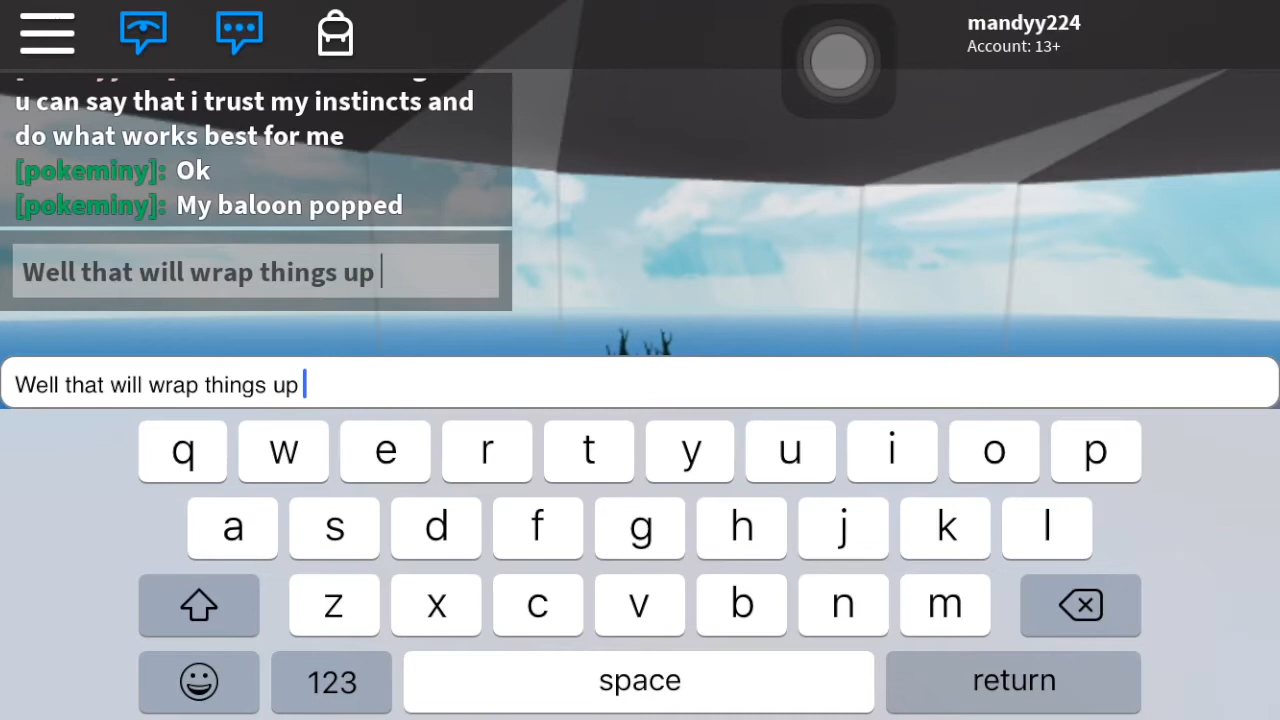 mandyy224
Account: 13+
u can say that i trust my instincts and
do what works best for me
[pokeminy]: Ok
[pokeminy]: My baloon popped
Well that will wrap things up
Well that will wrap things up
q w e r t y u i o p
a s d f g h j k l
z x c v b n m
123 space return